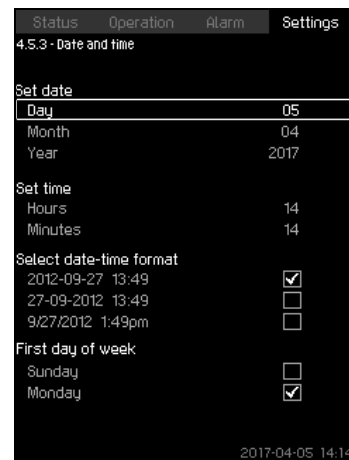 Status Operation Alarm Settings
4.5.3 - Date and time
Set date
Day 05
Month 04
Year 2017
Set time
Hours 14
Minutes 14
Select date-time format
2012-09-27 13:49
27-09-2012 13:49
9/27/2012 1:49pm
First day of week
Sunday
Monday
2017-04-05 14:14